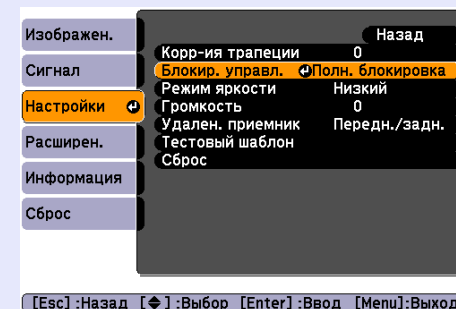 Изображен.
Сигнал
Настройки
Расширен.
Информация
Сброс
Назад
Корр-ия трапеции 0
Блокир. управл. Полн. блокировка
Режим яркости Низкий
Громкость 0
Удален. приемник Передн./задн.
Тестовый шаблон
Сброс
[Esc] :Назад [ ] :Выбор [Enter] :Ввод [Menu]:Выход